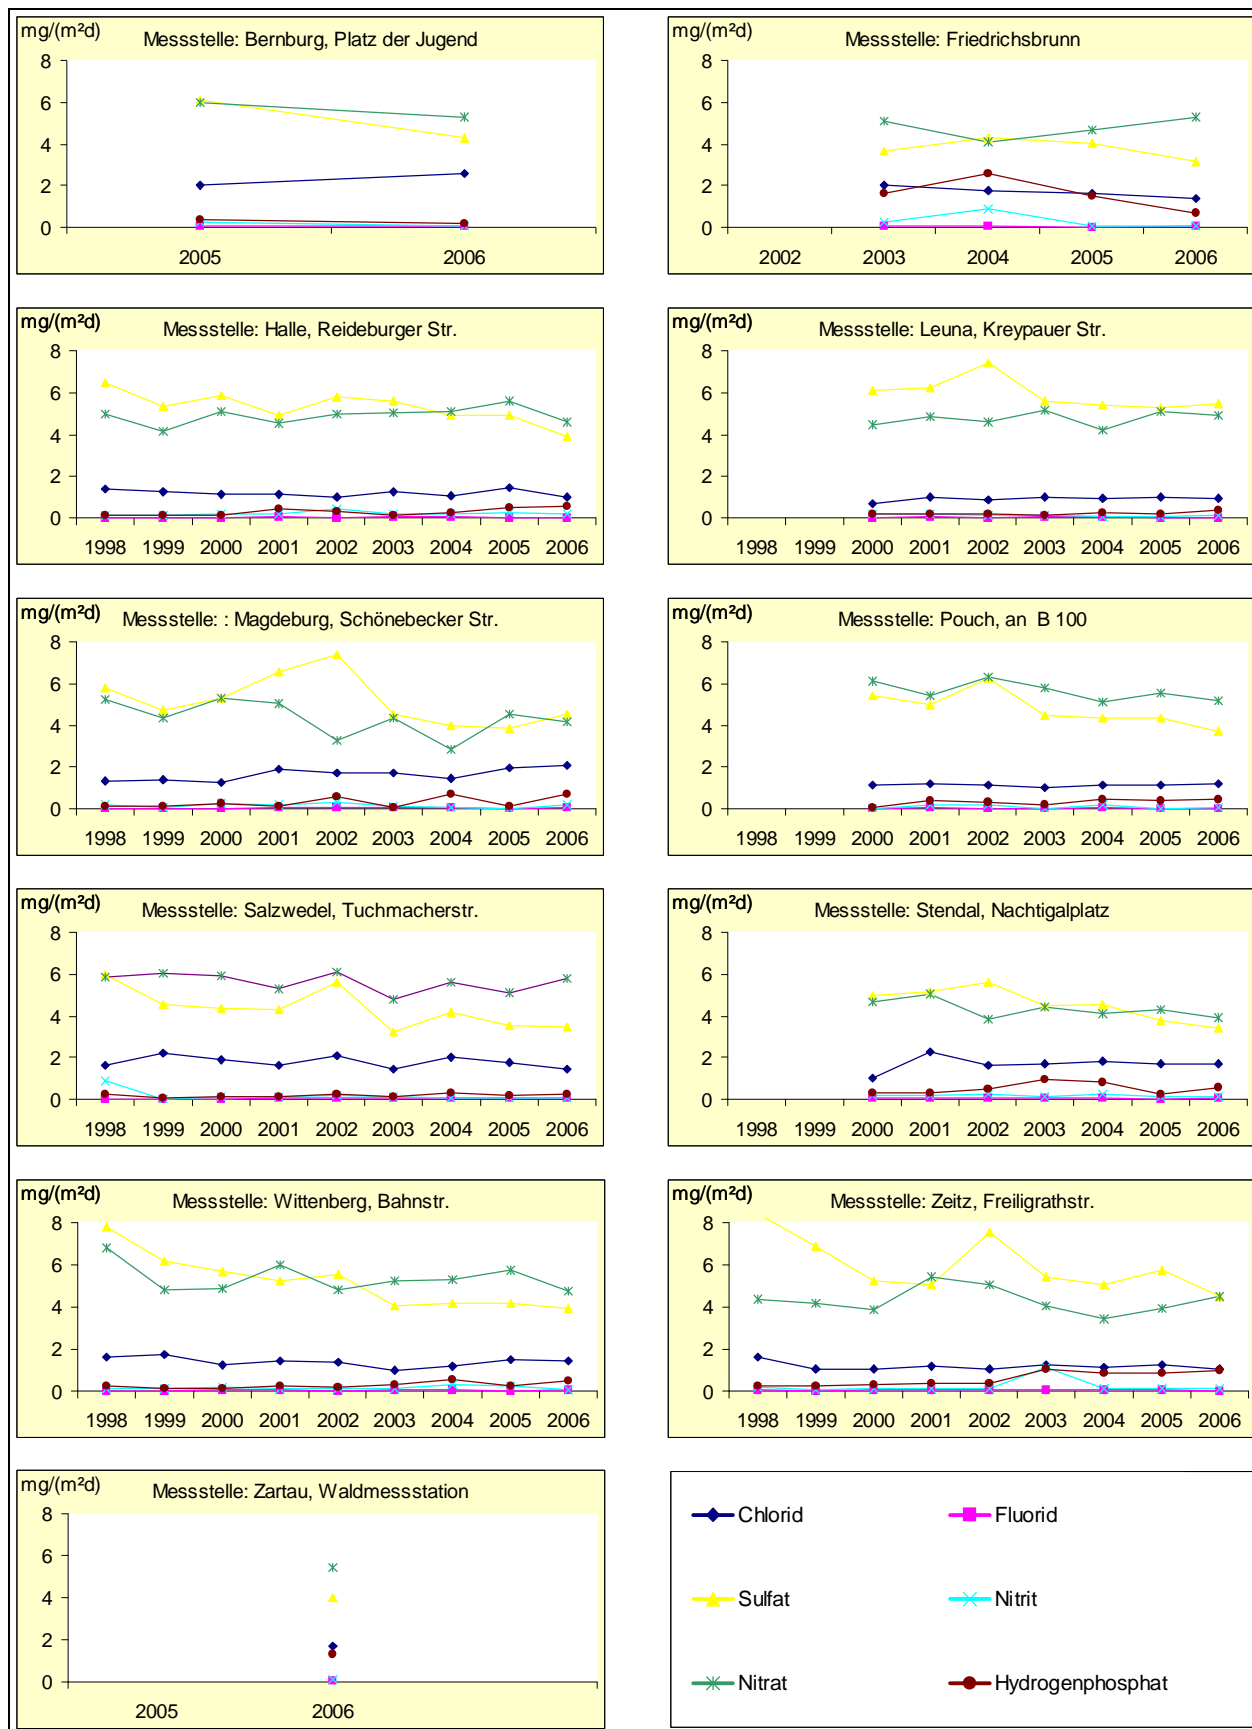 mg/(m²d)
Messstelle: Bernburg, Platz der Jugend
8
6
4
2
0
2005 2006
mg/(m²d)
Messstelle: Friedrichsbrunn
8
6
4
2
0
2002 2003 2004 2005 2006
mg/(m²d)
Messstelle: Halle, Reideburger Str.
8
6
4
2
0
1998 1999 2000 2001 2002 2003 2004 2005 2006
mg/(m²d)
Messstelle: Leuna, Kreypauer Str.
8
6
4
2
0
1998 1999 2000 2001 2002 2003 2004 2005 2006
mg/(m²d)
Messstelle: : Magdeburg, Schönebecker Str.
8
6
4
2
0
1998 1999 2000 2001 2002 2003 2004 2005 2006
mg/(m²d)
Messstelle: Pouch, an B 100
8
6
4
2
0
1998 1999 2000 2001 2002 2003 2004 2005 2006
mg/(m²d)
Messstelle: Salzwedel, Tuchmacherstr.
8
6
4
2
0
1998 1999 2000 2001 2002 2003 2004 2005 2006
mg/(m²d)
Messstelle: Stendal, Nachtigalplatz
8
6
4
2
0
1998 1999 2000 2001 2002 2003 2004 2005 2006
mg/(m²d)
Messstelle: Wittenberg, Bahnstr.
8
6
4
2
0
1998 1999 2000 2001 2002 2003 2004 2005 2006
mg/(m²d)
Messstelle: Zeitz, Freiligrathstr.
8
6
4
2
0
1998 1999 2000 2001 2002 2003 2004 2005 2006
mg/(m²d)
Messstelle: Zartau, Waldmessstation
8
6
4
2
0
2005 2006
Chlorid Fluorid
Sulfat Nitrit
Nitrat Hydrogenphosphat